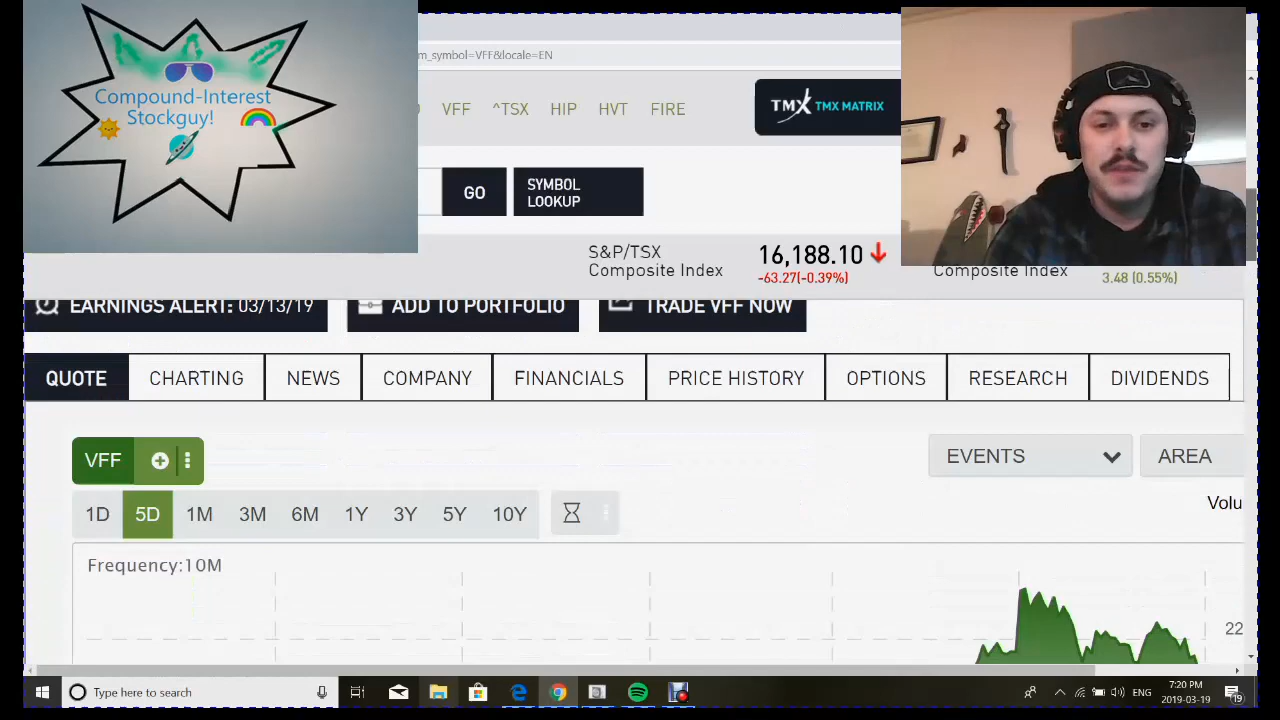 Compound-Interest
Stockguy!
m_symbol=VFF&locale=EN
VFF ^TSX HIP HVT FIRE
TMX TMX MATRIX
GO
SYMBOL
LOOKUP
S&P/TSX
Composite Index
16,188.10
-63.27(-0.39%)
Composite Index
3.48 (0.55%)
EARNINGS ALERT: 03/13/19
ADD TO PORTFOLIO
TRADE VFF NOW
QUOTE CHARTING NEWS COMPANY FINANCIALS PRICE HISTORY OPTIONS RESEARCH DIVIDENDS
VFF
EVENTS
AREA
1D 5D 1M 3M 6M 1Y 3Y 5Y 10Y
Volu
Frequency:10M
22
Type here to search
ENG
7:20 PM
2019-03-19
19